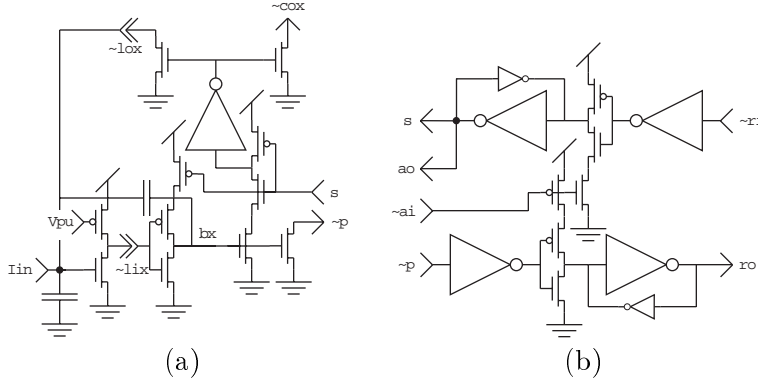 ~cox
~lox
s
Vpu
bx
~p
Iin
~lix
(a)
s
~ri
ao
~ai
~p
ro
(b)